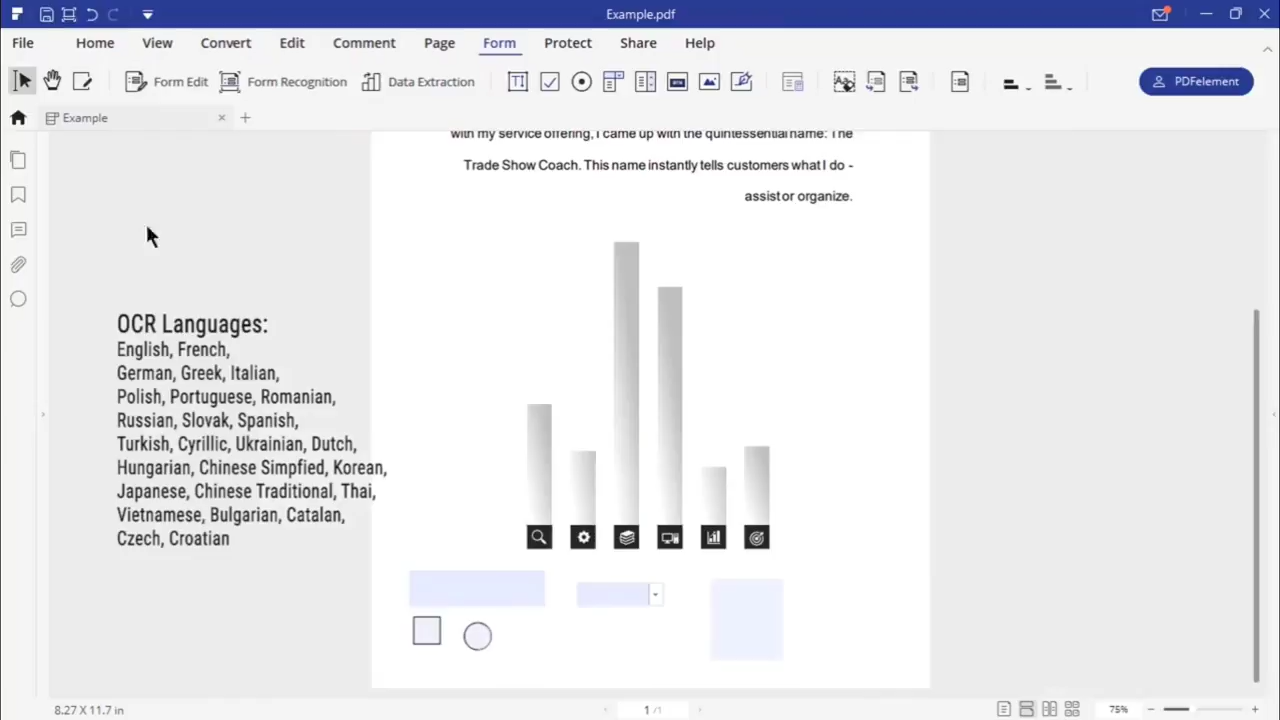 Example.pdf
File Home View Convert Edit Comment Page Form Protect Share Help
Form Edit Form Recognition Data Extraction PDFelement
Example
with my service offering, I came up with the quintessential name: The
Trade Show Coach. This name instantly tells customers what I do -
assist or organize.
OCR Languages:
English, French,
German, Greek, Italian,
Polish, Portuguese, Romanian,
Russian, Slovak, Spanish,
Turkish, Cyrillic, Ukrainian, Dutch,
Hungarian, Chinese Simpfied, Korean,
Japanese, Chinese Traditional, Thai,
Vietnamese, Bulgarian, Catalan,
Czech, Croatian
8.27 X 11.7 in 1 /1 75%